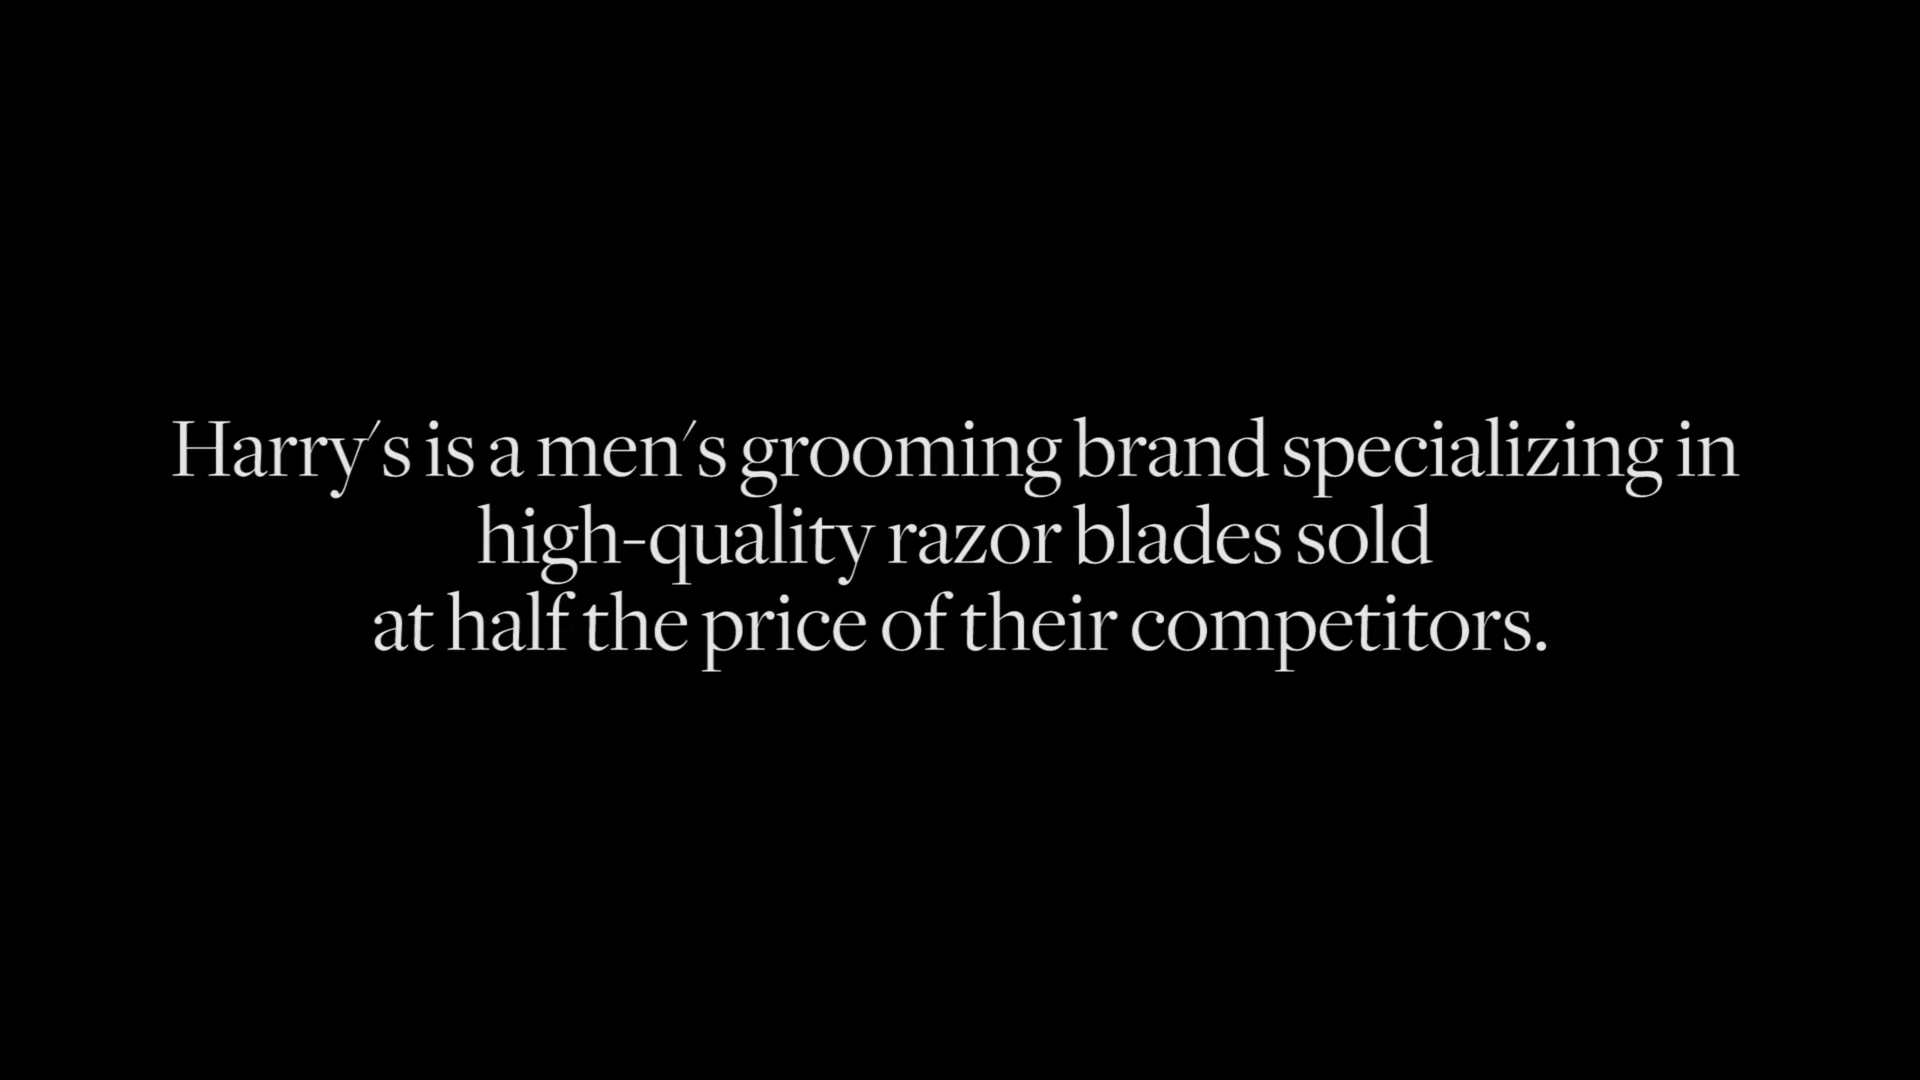 Harry's is a men's grooming brand specializing in
high-quality razor blades sold
at half the price of their competitors.